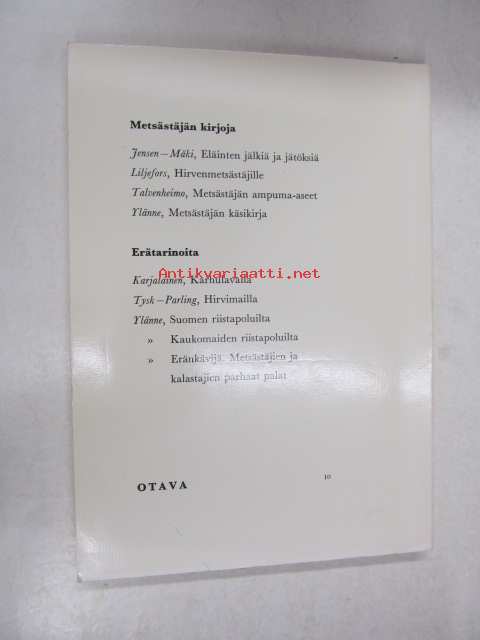 Metsästäjän kirjoja
Jensen—Mäki, Eläinten jälkiä ja jätöksiä
Liljefors, Hirvenmetsästäjille
Talvenheimo, Metsästäjän ampuma-aseet
Ylänne, Metsästäjän käsikirja
Erätarinoita
Antikvariaatti.net
Karjalainen, Karhulavalta
Tysk—Parling, Hirvimailla
Ylänne, Suomen riistapoluilta
» Kaukomaiden riistapoluilta
» Eränkävijä. Metsästäjien ja
kalastajien parhaat palat
OTAVA
10